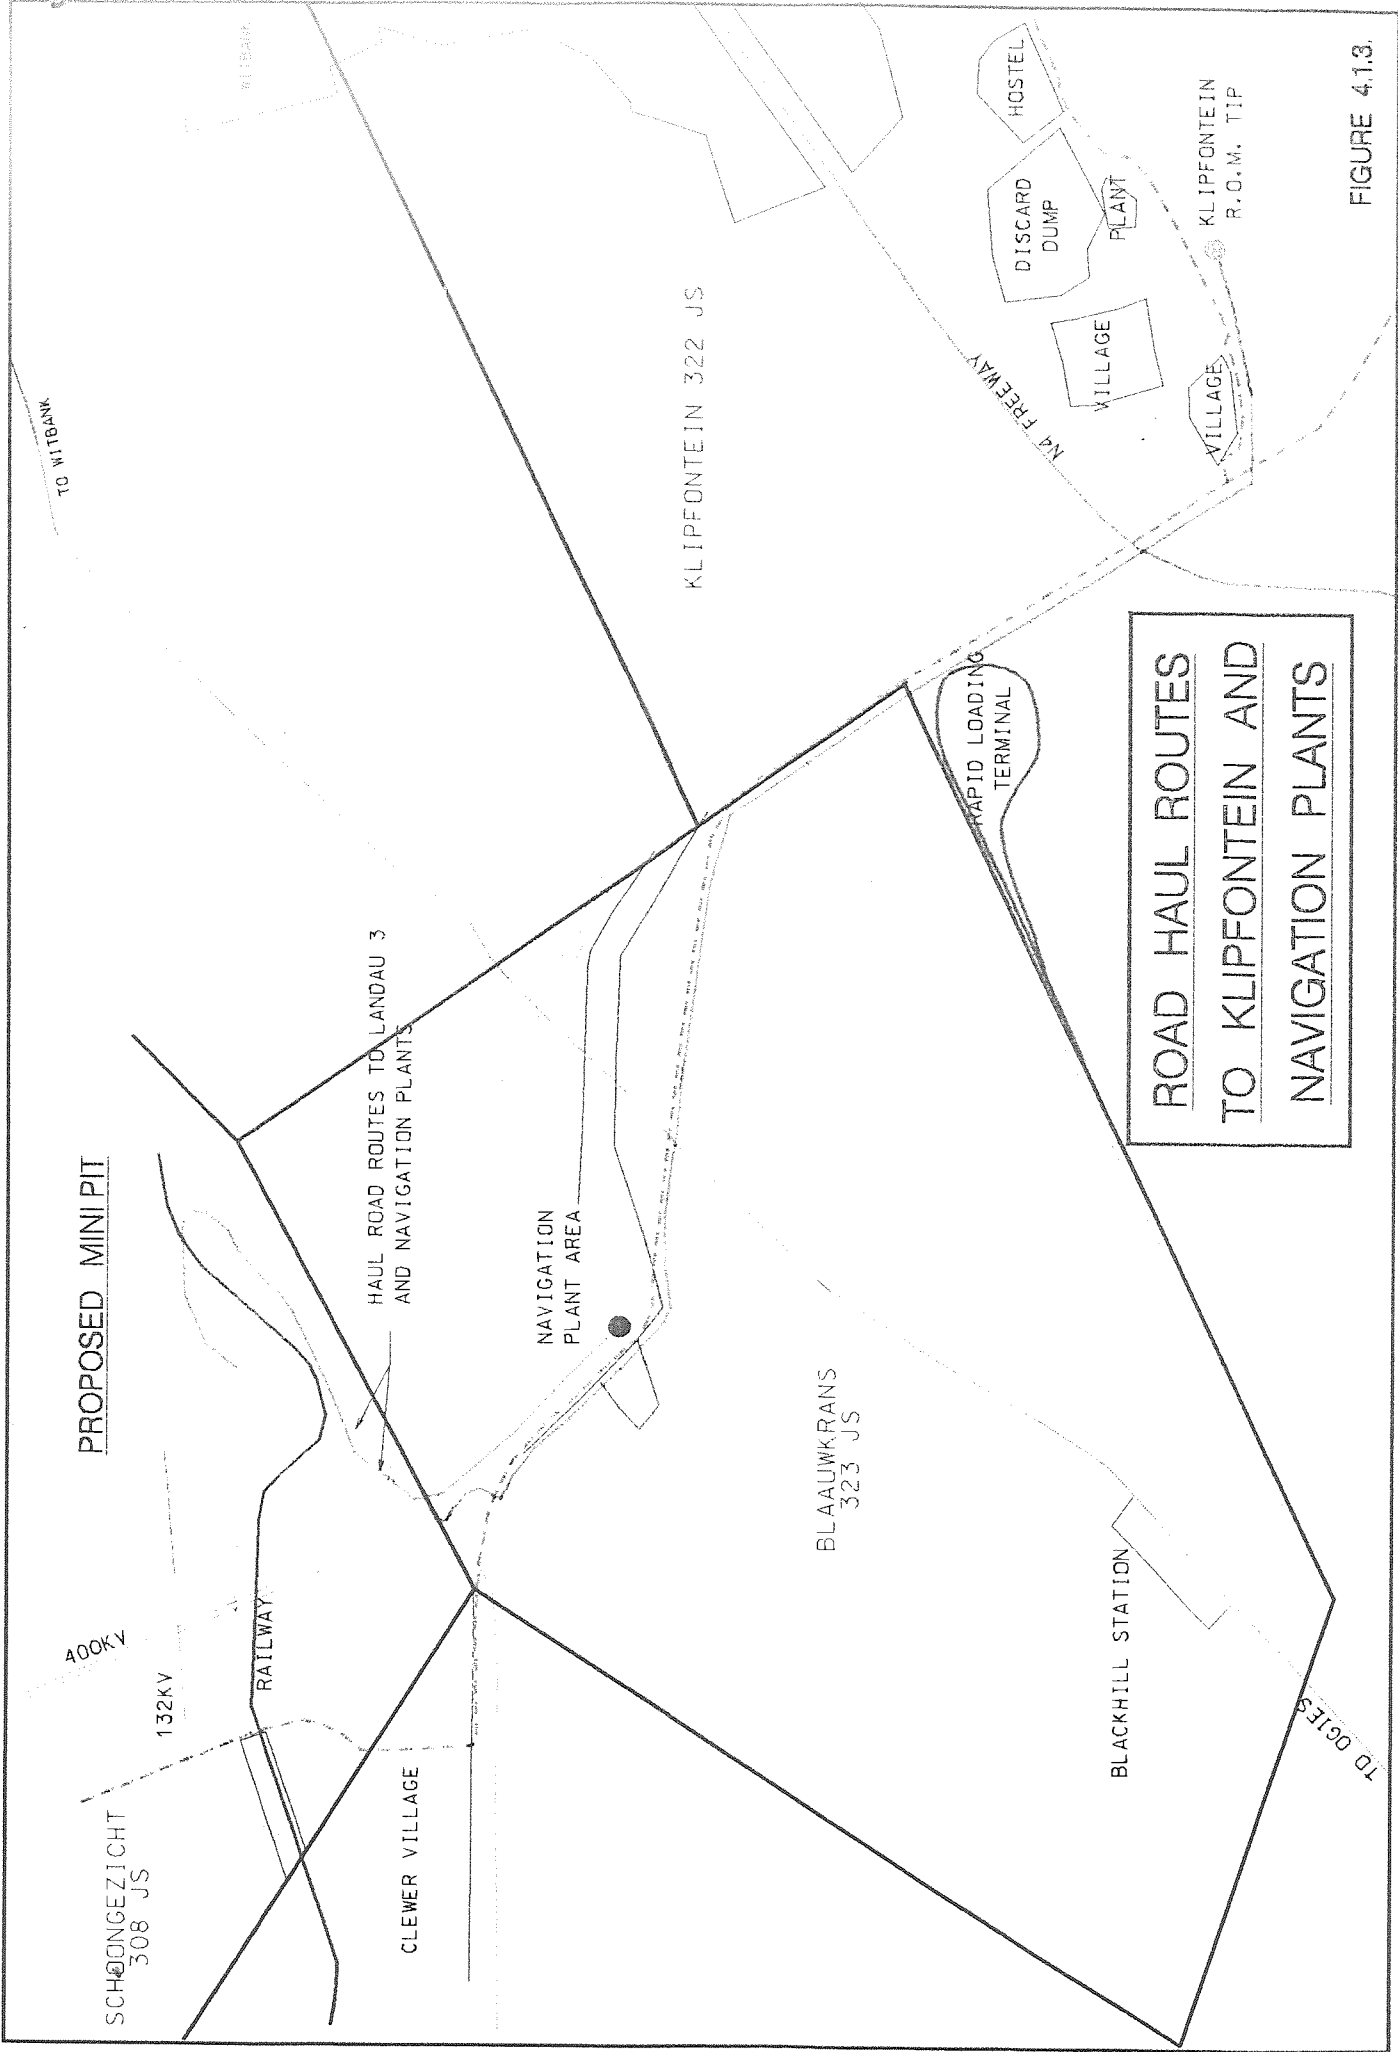 SCHOONGEZICHT
308 JS
400KV
132KV
RAILWAY
CLEWER VILLAGE
PROPOSED MINI PIT
HAUL ROAD ROUTES TO LANDAU 3
AND NAVIGATION PLANTS
NAVIGATION
PLANT AREA
TO WITBANK
WITBANK
KLIPFONTEIN 322 JS
BLAAUWKRANS
323 JS
BLACKHILL STATION
TO OGIES
RAPID LOADING
TERMINAL
N4 FREEWAY
HOSTEL
DISCARD
DUMP
PLANT
VILLAGE
VILLAGE
KLIPFONTEIN
R.O.M. TIP
ROAD HAUL ROUTES
TO KLIPFONTEIN AND
NAVIGATION PLANTS
FIGURE 4.1.3.